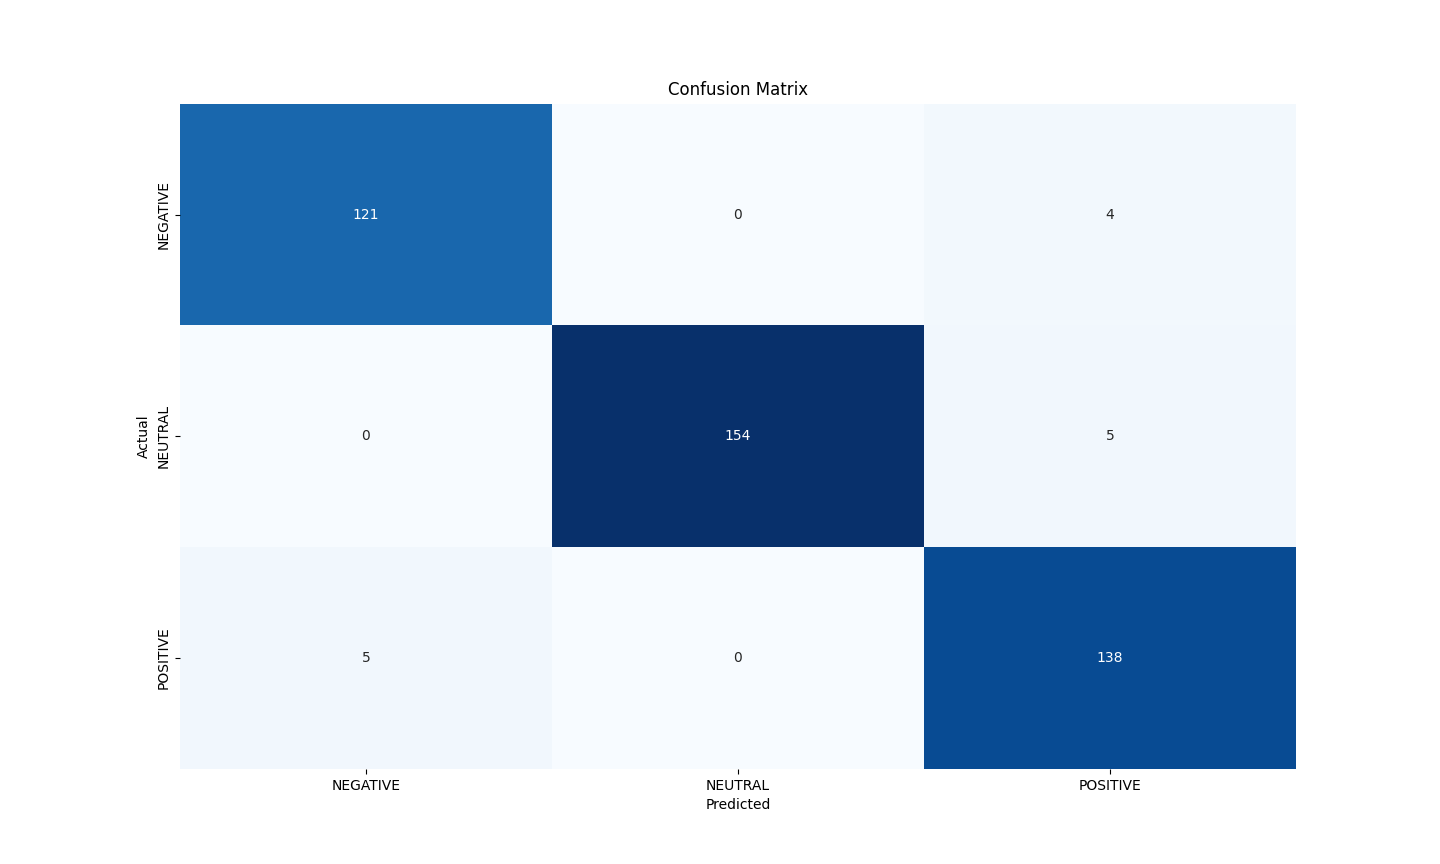 Confusion Matrix
NEGATIVE
121
0
4
Actual
NEUTRAL
0
154
5
POSITIVE
5
0
138
NEGATIVE
NEUTRAL
POSITIVE
Predicted